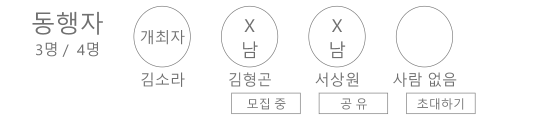 동행자
3명 / 4명
개최자
X
남
X
남
김소라
김형곤
서상원
사람 없음
모집 중
공 유
초대하기